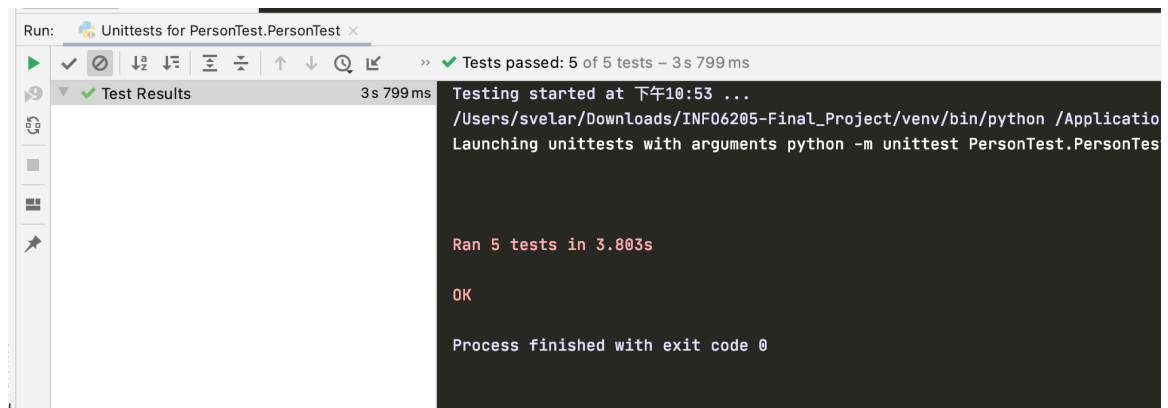 Run: Unittests for PersonTest.PersonTest
Tests passed: 5 of 5 tests – 3 s 799 ms
Test Results 3 s 799 ms
Testing started at 下午10:53 ...
/Users/svelar/Downloads/INFO6205-Final_Project/venv/bin/python /Applicatio
Launching unittests with arguments python -m unittest PersonTest.PersonTes
Ran 5 tests in 3.803s
OK
Process finished with exit code 0